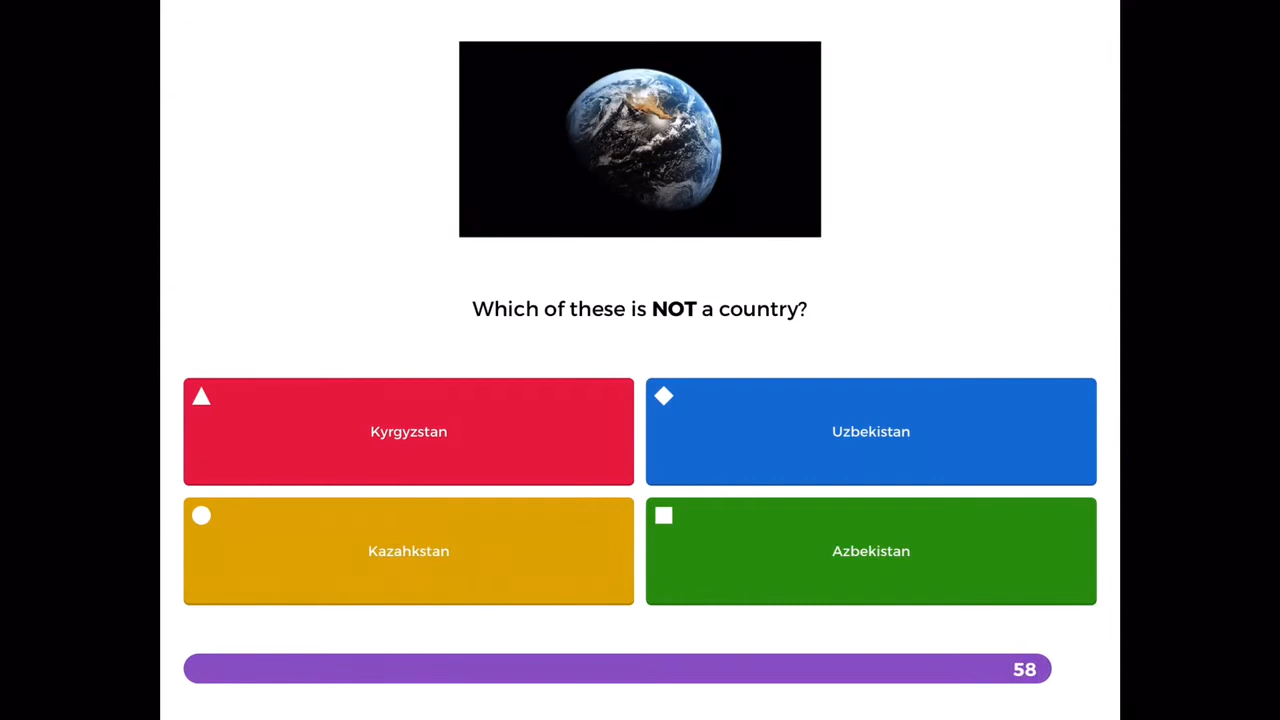 Which of these is NOT a country?
Kyrgyzstan
Uzbekistan
Kazahkstan
Azbekistan
58